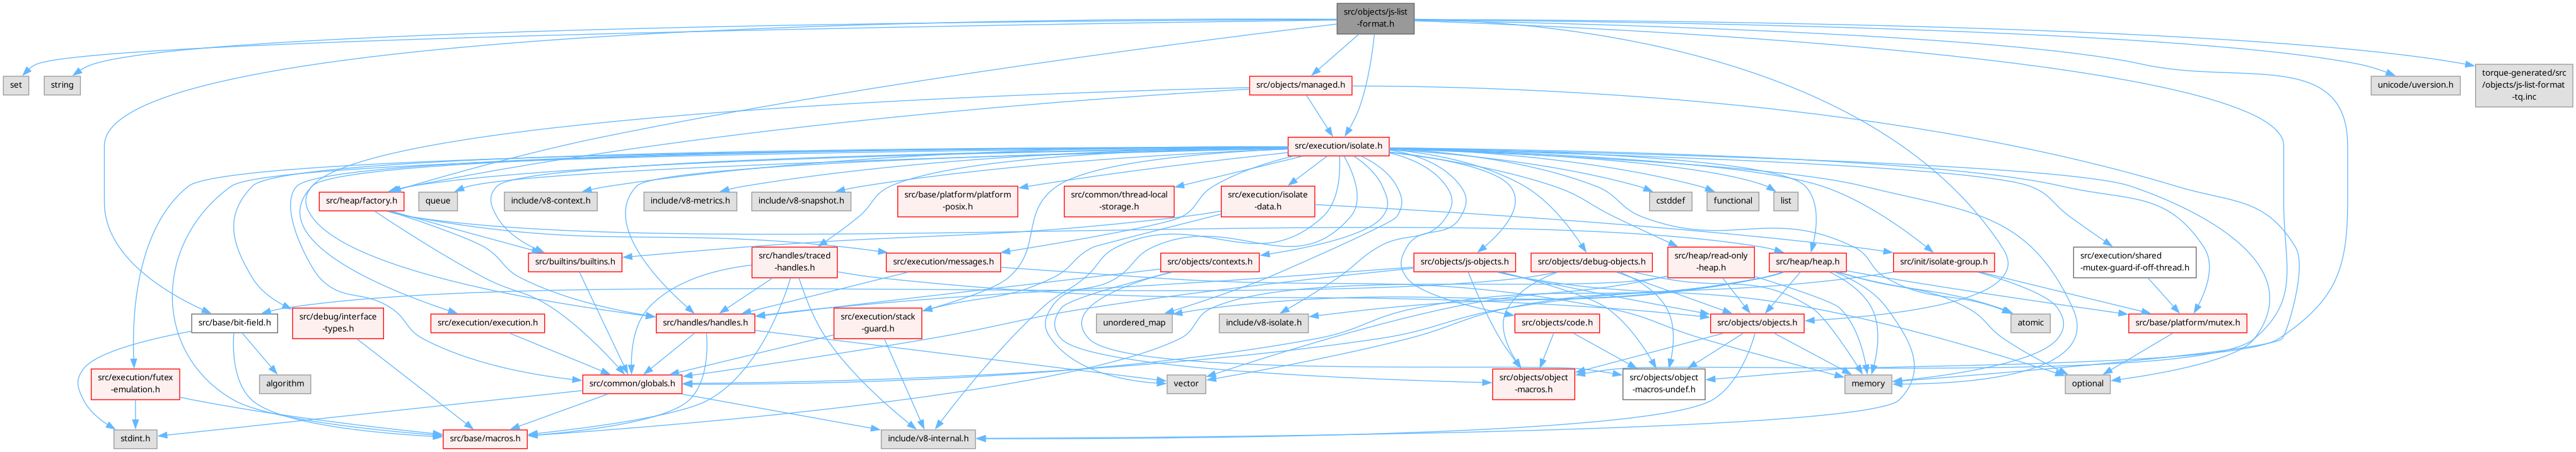 src/objects/js-list
-format.h
set
string
src/objects/managed.h
unicode/uversion.h
torque-generated/src
/objects/js-list-format
-tq.inc
src/execution/isolate.h
src/heap/factory.h
queue
include/v8-context.h
include/v8-metrics.h
include/v8-snapshot.h
src/base/platform/platform
-posix.h
src/common/thread-local
-storage.h
src/execution/isolate
-data.h
cstddef
functional
list
src/builtins/builtins.h
src/handles/traced
-handles.h
src/execution/messages.h
src/objects/contexts.h
src/objects/js-objects.h
src/objects/debug-objects.h
src/heap/read-only
-heap.h
src/heap/heap.h
src/init/isolate-group.h
src/execution/shared
-mutex-guard-if-off-thread.h
src/base/bit-field.h
src/debug/interface
-types.h
src/execution/execution.h
src/handles/handles.h
src/execution/stack
-guard.h
unordered_map
include/v8-isolate.h
src/objects/code.h
src/objects/objects.h
atomic
src/base/platform/mutex.h
src/execution/futex
-emulation.h
algorithm
src/common/globals.h
vector
src/objects/object
-macros.h
src/objects/object
-macros-undef.h
memory
optional
stdint.h
src/base/macros.h
include/v8-internal.h